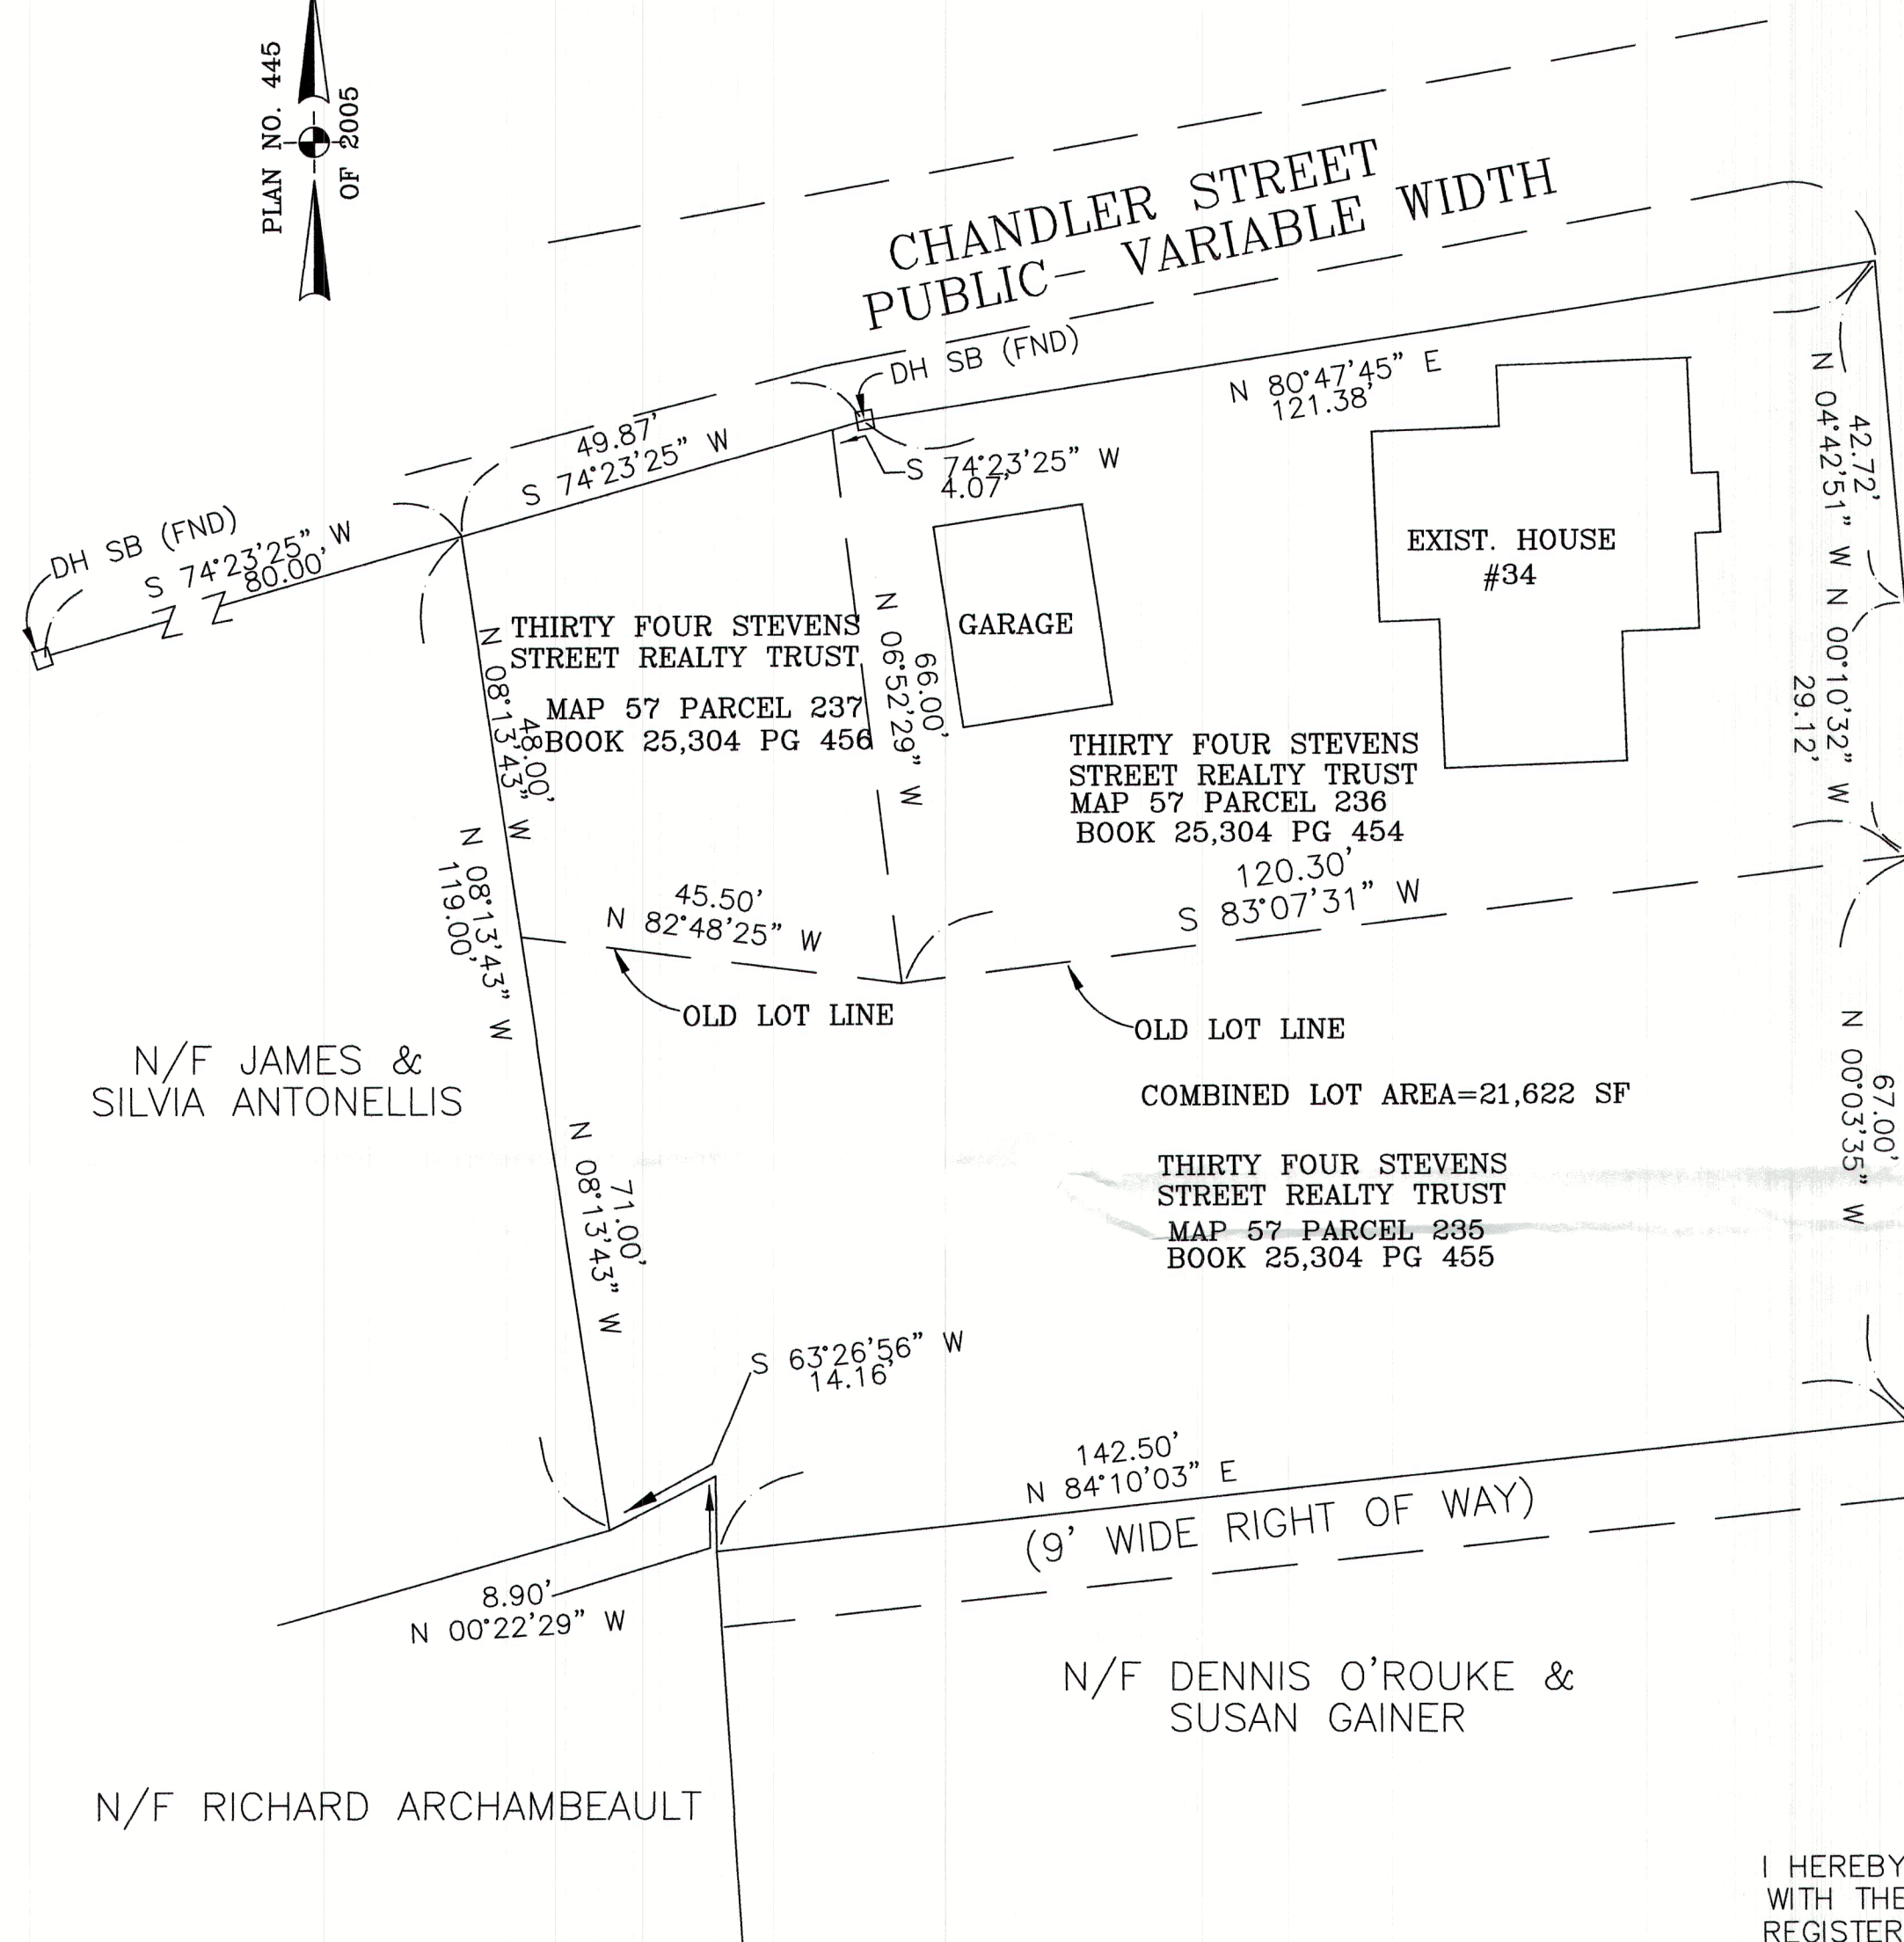 PLAN NO. 445
OF 2005
CHANDLER STREET
PUBLIC- VARIABLE WIDTH
DH SB (FND)
N 80°47'45" E
121.38'
49.87'
S 74°23'25" W
S 74°23'25" W
4.07'
DH SB (FND)
S 74°23'25" W
80.00'
42.72'
N 04°42'51" W
N 00°10'32" W
29.12'
EXIST. HOUSE
#34
GARAGE
THIRTY FOUR STEVENS
STREET REALTY TRUST
MAP 57 PARCEL 237
BOOK 25,304 PG 456
48.00'
N 08°13'43" W
66.00'
N 06°52'29" W
THIRTY FOUR STEVENS
STREET REALTY TRUST
MAP 57 PARCEL 236
BOOK 25,304 PG 454
120.30'
S 83°07'31" W
45.50'
N 82°48'25" W
N 08°13'43" W
119.00'
OLD LOT LINE
OLD LOT LINE
N/F JAMES &
SILVIA ANTONELLIS
COMBINED LOT AREA=21,622 SF
67.00'
N 00°03'35" W
THIRTY FOUR STEVENS
STREET REALTY TRUST
MAP 57 PARCEL 235
BOOK 25,304 PG 455
71.00'
N 08°13'43" W
S 63°26'56" W
14.16'
142.50'
N 84°10'03" E
(9' WIDE RIGHT OF WAY)
8.90'
N 00°22'29" W
N/F DENNIS O'ROUKE &
SUSAN GAINER
N/F RICHARD ARCHAMBEAULT
I HEREBY
WITH THE
REGISTER